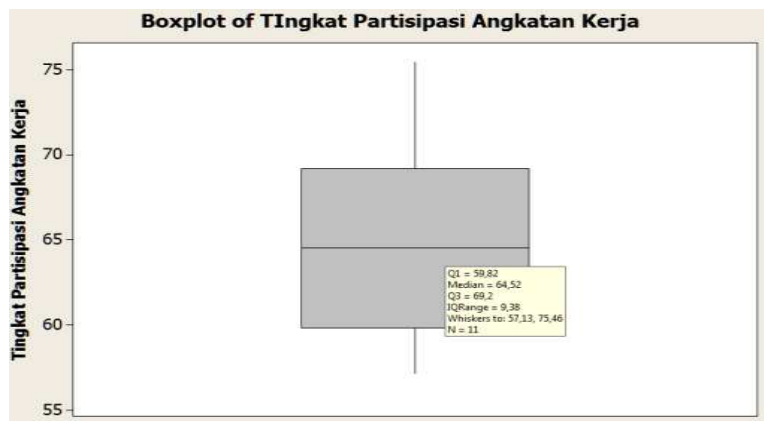 Boxplot of TIngkat Partisipasi Angkatan Kerja
Tingkat Partisipasi Angkatan Kerja
75
70
65
60
55
Q1 = 59,82
Median = 64,52
Q3 = 69,2
IQRange = 9,38
Whiskers to: 57,13, 75,46
N = 11